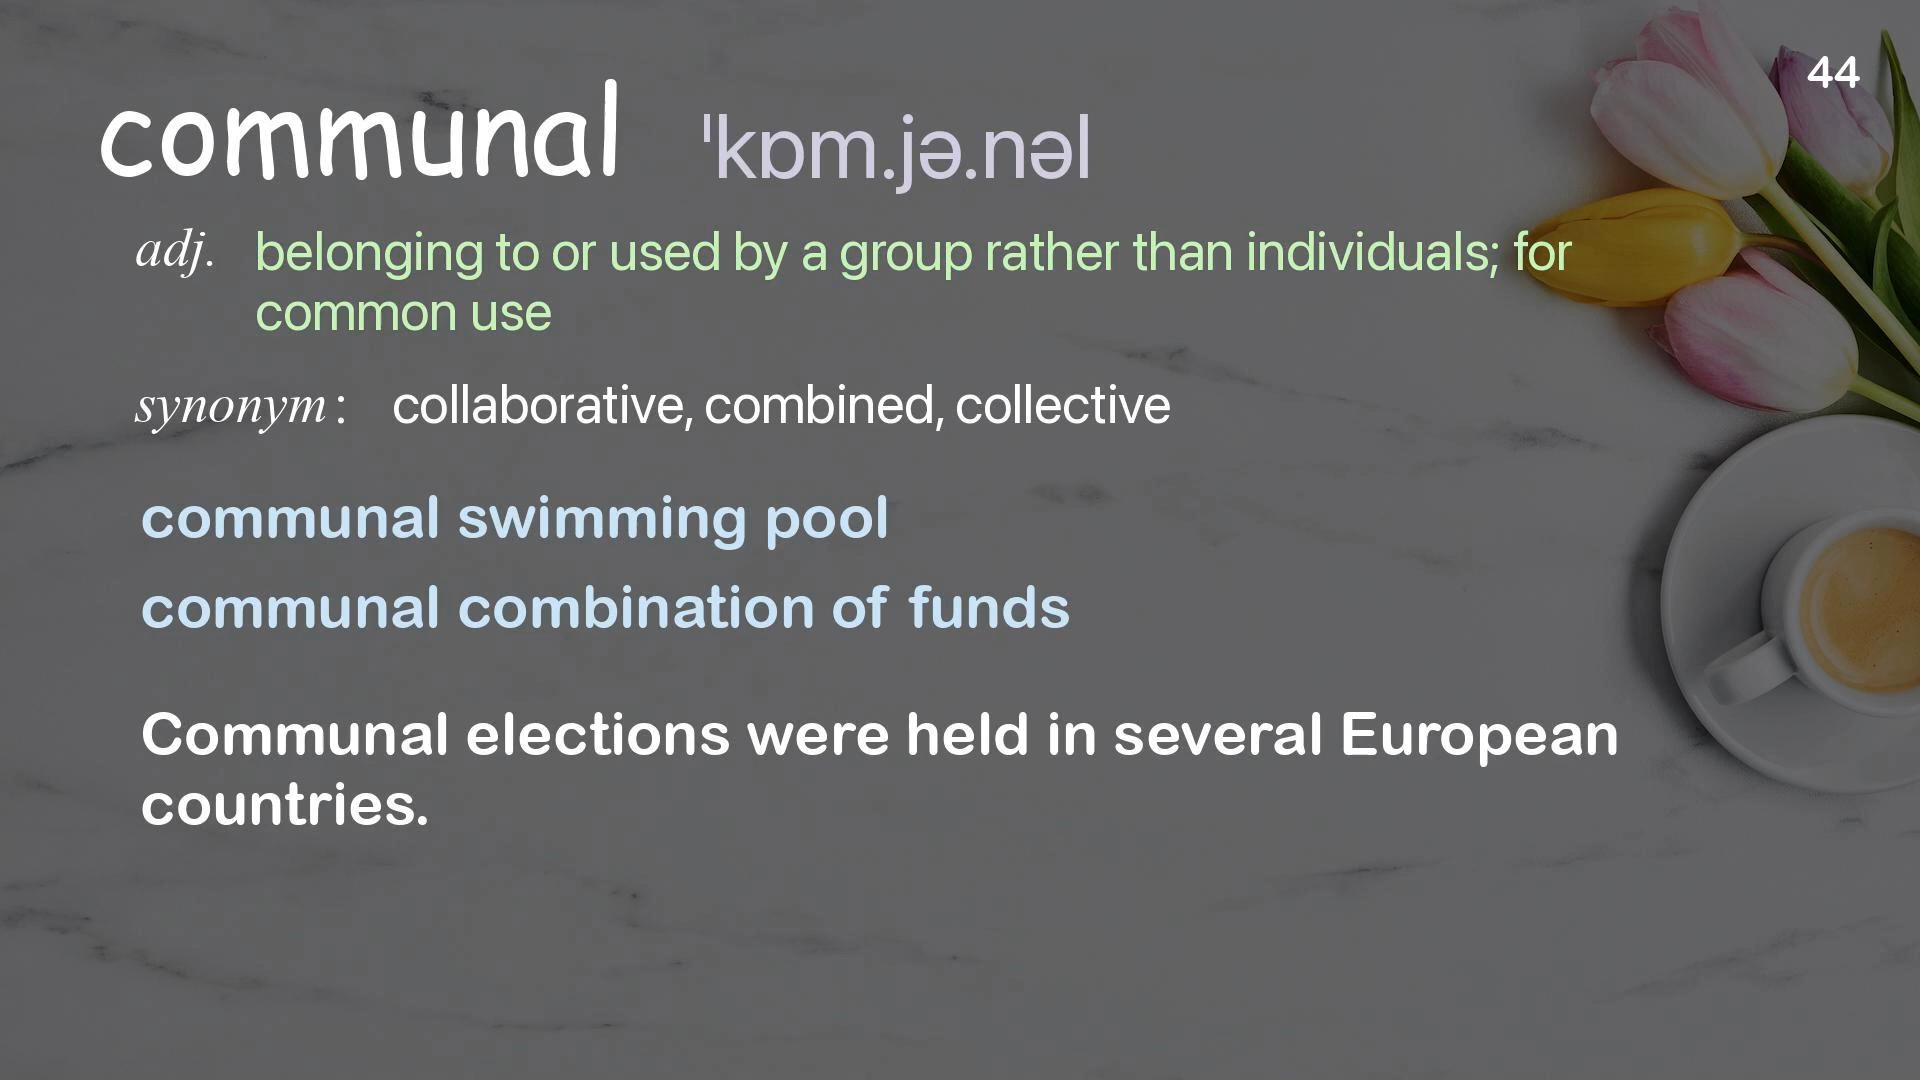 44
communal ˈkɒm.jə.nəl
adj. belonging to or used by a group rather than individuals; for
common use
synonym : collaborative, combined, collective
communal swimming pool
communal combination of funds
Communal elections were held in several European
countries.